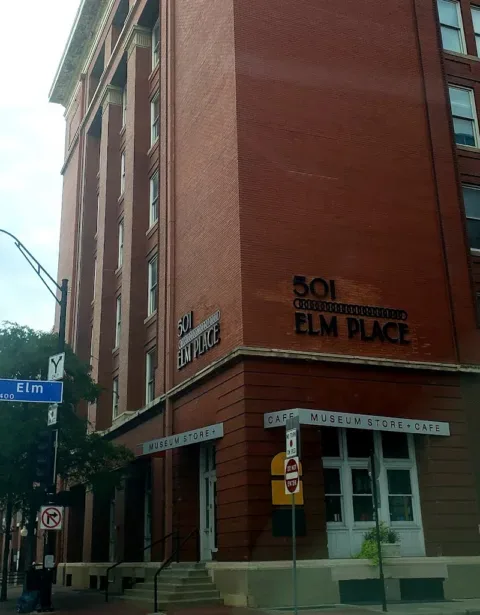 501
ELM PLACE
501
ELM PLACE
MUSEUM STORE +
CAFE MUSEUM STORE + CAFE
Elm
400